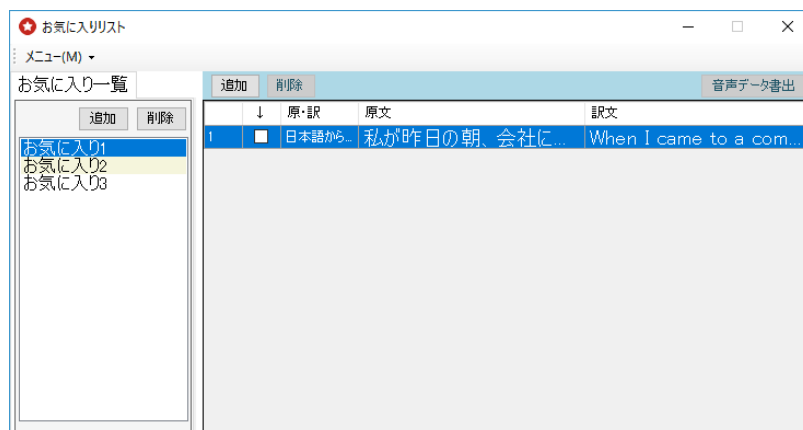 お気に入りリスト
メニュー(M)
お気に入り一覧
追加 削除 音声データ書出
追加 削除
↓ 原・訳 原文 訳文
1 日本語から... 私が昨日の朝、会社に... When I came to a com...
お気に入り1
お気に入り2
お気に入り3